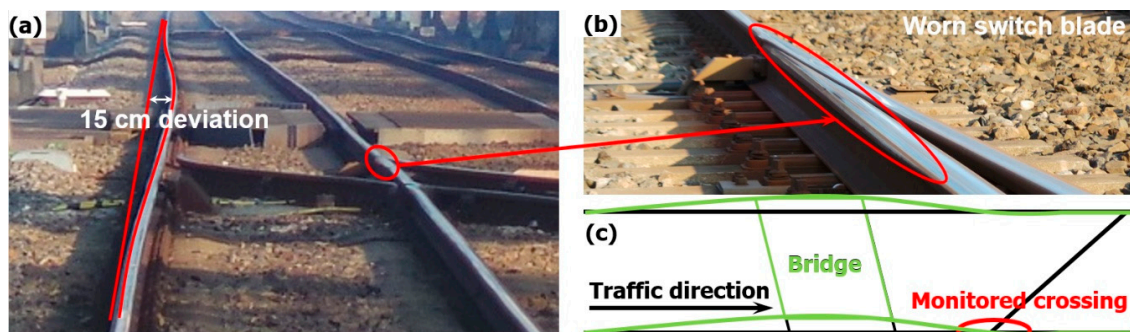 (a)
15 cm deviation
(b)
Worn switch blade
(c)
Bridge
Traffic direction
Monitored crossing